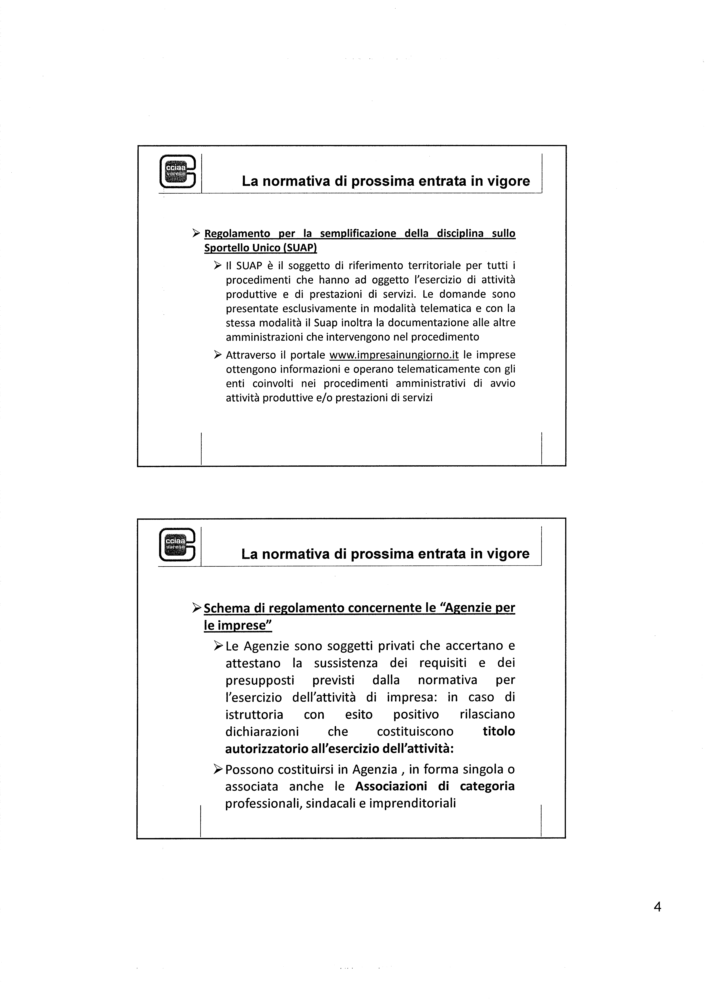 cciaa
varese
La normativa di prossima entrata in vigore
➢ Regolamento per la semplificazione della disciplina sullo
Sportello Unico (SUAP)
➢ Il SUAP è il soggetto di riferimento territoriale per tutti i
procedimenti che hanno ad oggetto l'esercizio di attività
produttive e di prestazioni di servizi. Le domande sono
presentate esclusivamente in modalità telematica e con la
stessa modalità il Suap inoltra la documentazione alle altre
amministrazioni che intervengono nel procedimento
➢ Attraverso il portale www.impresainungiorno.it le imprese
ottengono informazioni e operano telematicamente con gli
enti coinvolti nei procedimenti amministrativi di avvio
attività produttive e/o prestazioni di servizi
cciaa
varese
La normativa di prossima entrata in vigore
➢ Schema di regolamento concernente le “Agenzie per
le imprese”
➢ Le Agenzie sono soggetti privati che accertano e
attestano la sussistenza dei requisiti e dei
presupposti previsti dalla normativa per
l'esercizio dell'attività di impresa: in caso di
istruttoria con esito positivo rilasciano
dichiarazioni che costituiscono titolo
autorizzatorio all'esercizio dell'attività:
➢ Possono costituirsi in Agenzia , in forma singola o
associata anche le Associazioni di categoria
professionali, sindacali e imprenditoriali
4